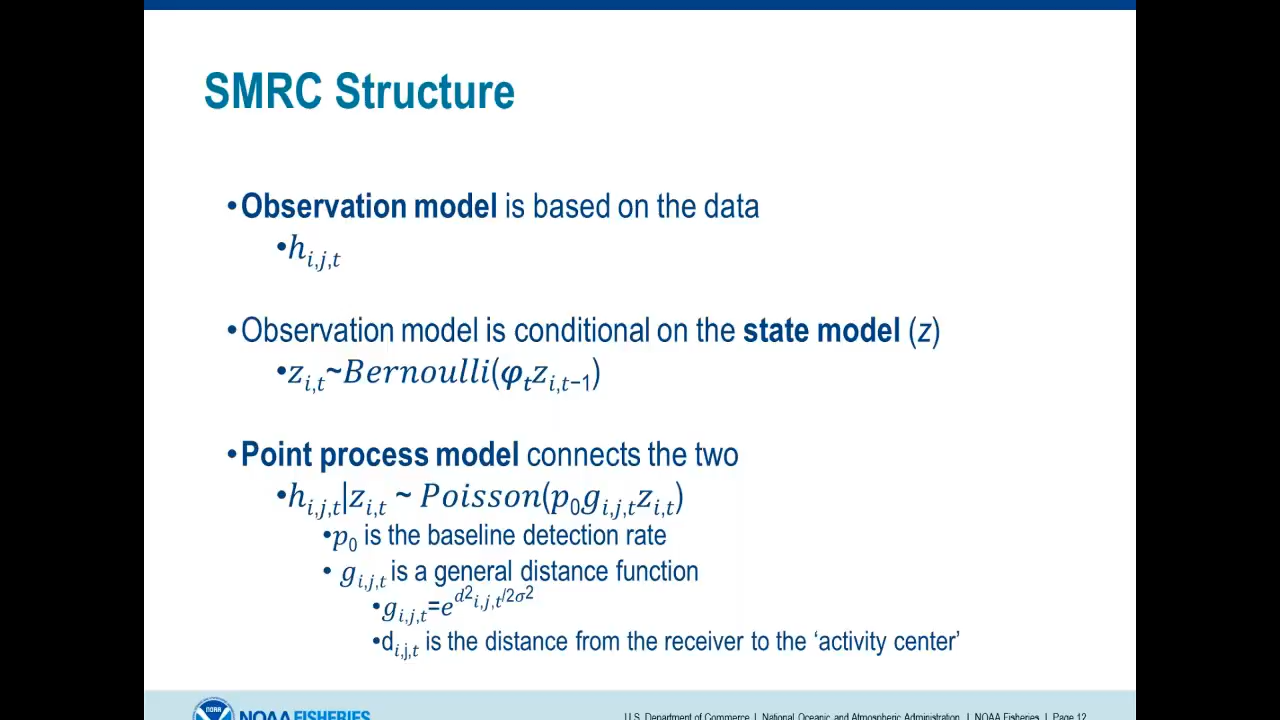 SMRC Structure
•Observation model is based on the data
•h_{i,j,t}
•Observation model is conditional on the state model (z)
•z_{i,t}~Bernoulli(φ_t z_{i,t−1})
•Point process model connects the two
•h_{i,j,t}|z_{i,t} ~ Poisson(p_0 g_{i,j,t} z_{i,t})
•p_0 is the baseline detection rate
• g_{i,j,t} is a general distance function
•g_{i,j,t}=e^{d^2_{i,j,t}/2σ^2}
•d_{i,j,t} is the distance from the receiver to the ‘activity center’
NOAA
NOAA FISHERIES
U.S. Department of Commerce | National Oceanic and Atmospheric Administration | NOAA Fisheries | Page 12